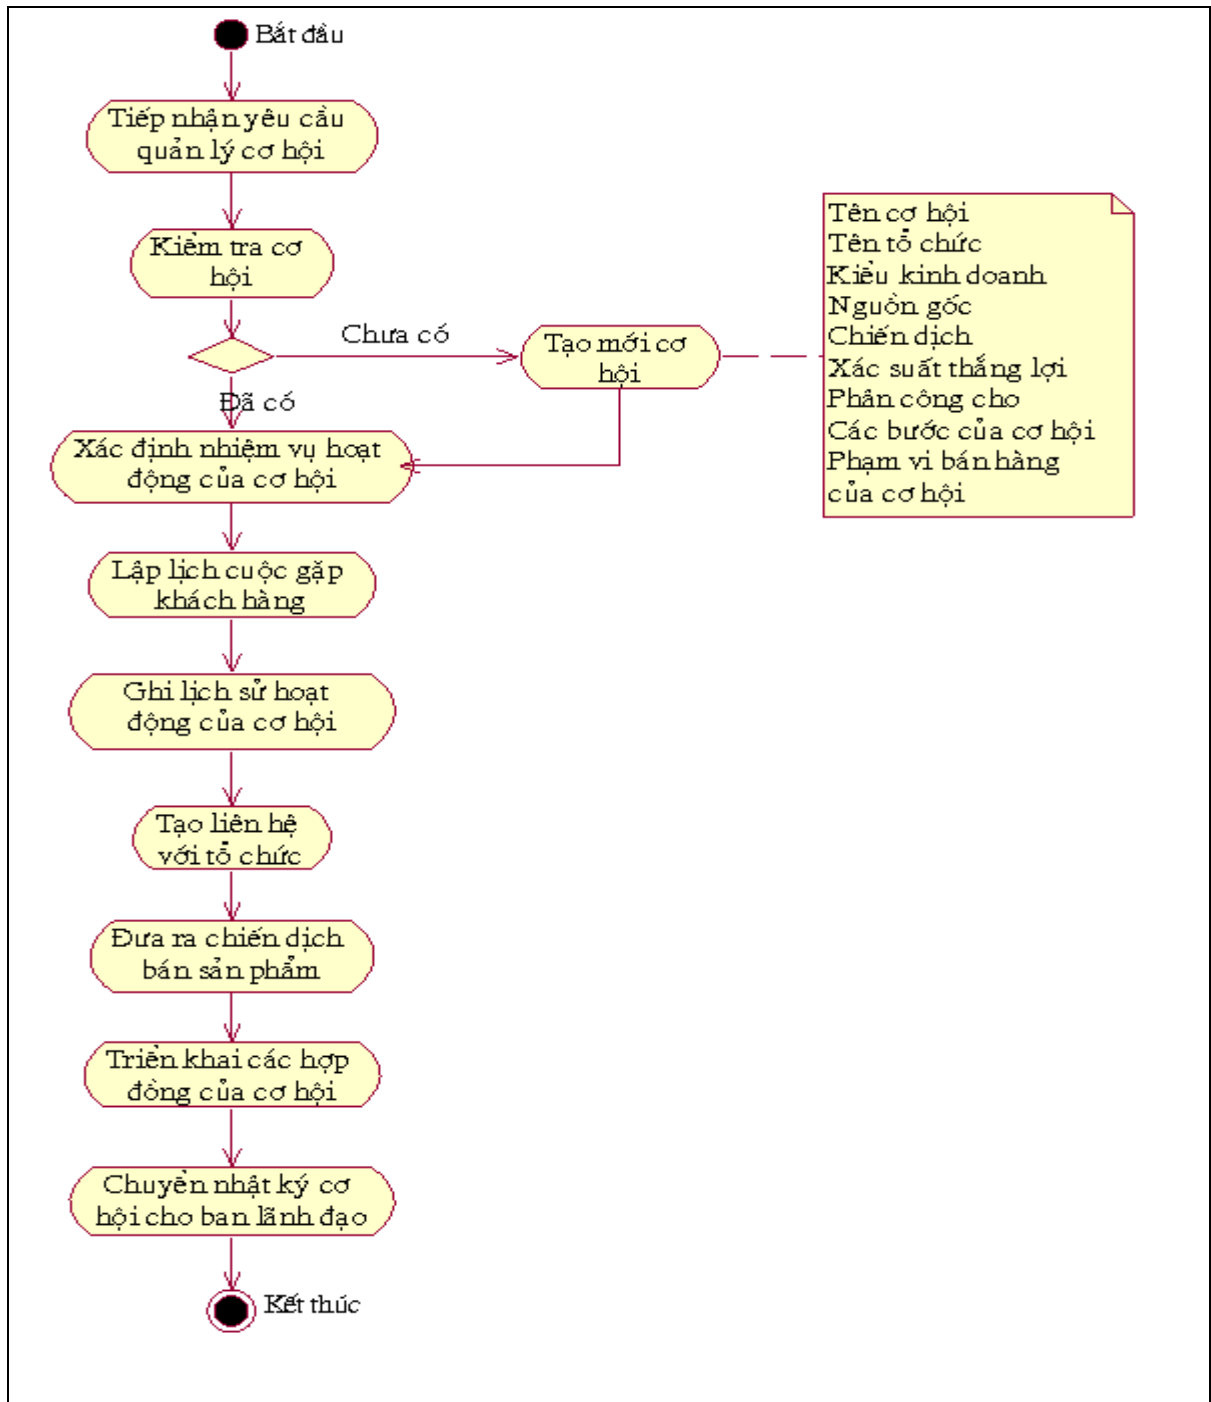 Bắt đầu
Tiếp nhận yêu cầu
quản lý cơ hội
Kiểm tra cơ
hội
Chưa có
Tạo mới cơ
hội
Tên cơ hội
Tên tổ chức
Kiểu kinh doanh
Nguồn gốc
Chiến dịch
Xác suất thắng lợi
Phân công cho
Các bước của cơ hội
Phạm vi bán hàng
của cơ hội
Đã có
Xác định nhiệm vụ hoạt
động của cơ hội
Lập lịch cuộc gặp
khách hàng
Ghi lịch sử hoạt
động của cơ hội
Tạo liên hệ
với tổ chức
Đưa ra chiến dịch
bán sản phẩm
Triển khai các hợp
đồng của cơ hội
Chuyển nhật ký cơ
hội cho ban lãnh đạo
Kết thúc